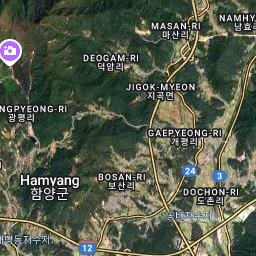 MASAN-RI
마산리
NAMHY
남효리
DEOGAM-RI
덕암리
JIGOK-MYEON
지곡면
NGPYEONG-RI
광평리
GAEPYEONG-RI
개평리
24
3
BOSAN-RI
보산리
Hamyang
함양군
DOCHON-RI
도촌리
12